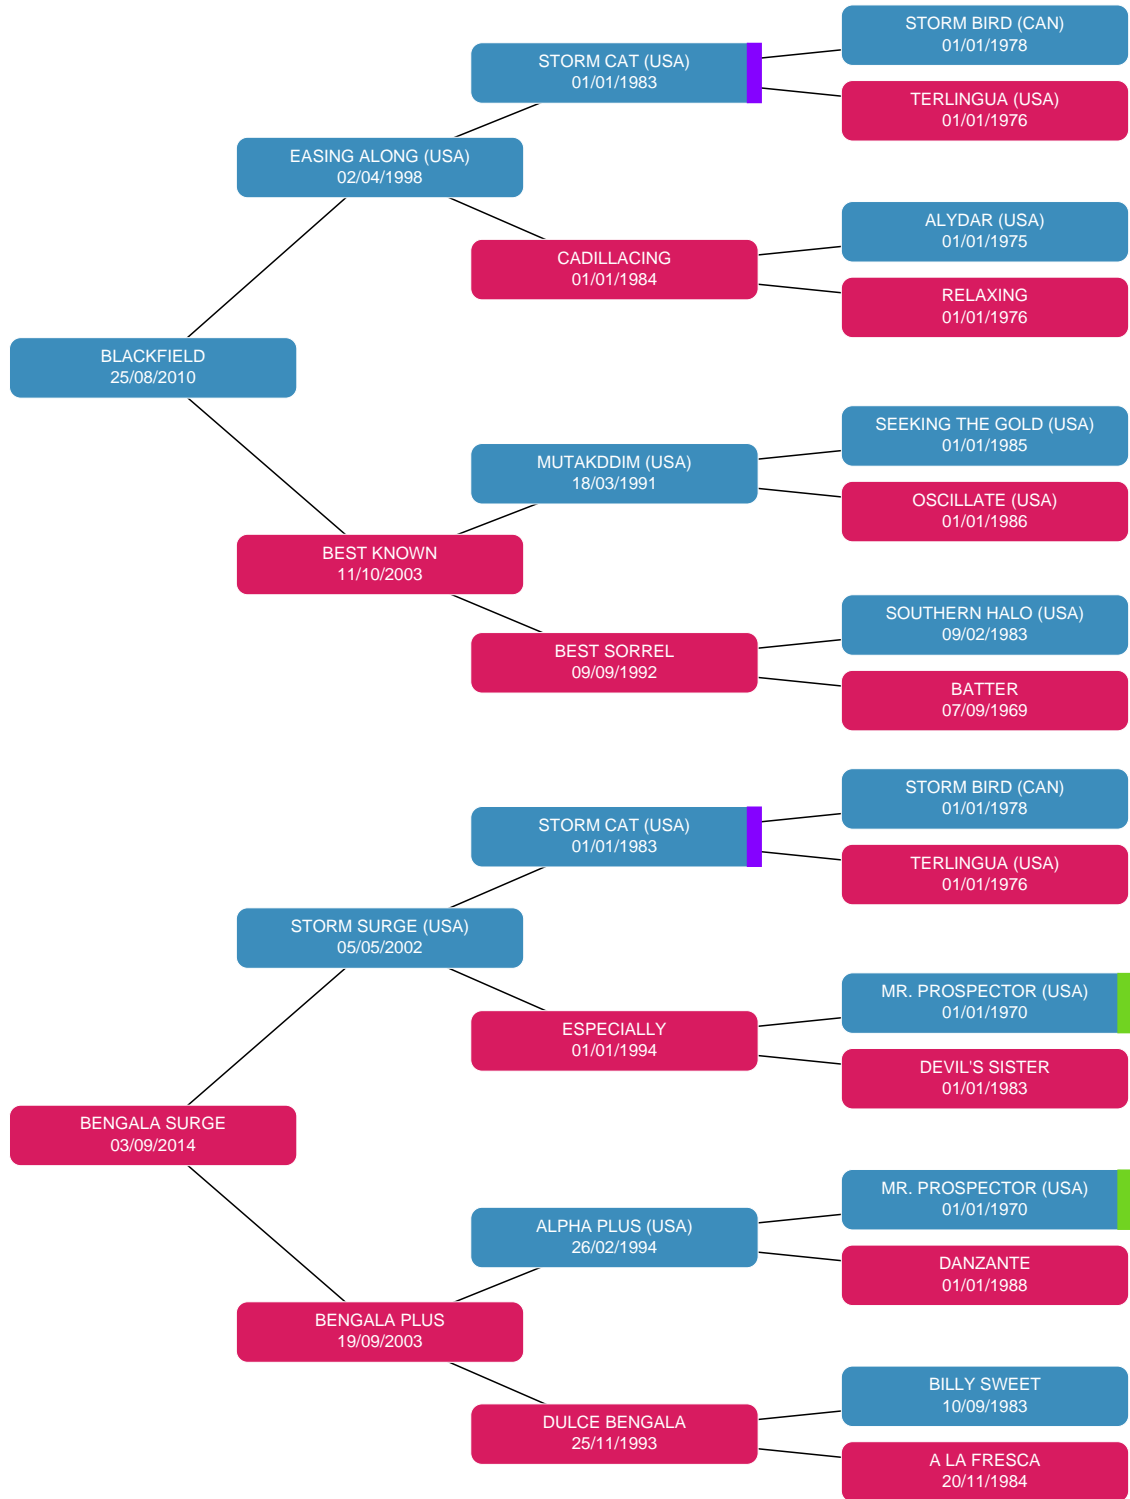 STORM BIRD (CAN)
01/01/1978
STORM CAT (USA)
01/01/1983
TERLINGUA (USA)
01/01/1976
EASING ALONG (USA)
02/04/1998
ALYDAR (USA)
01/01/1975
CADILLACING
01/01/1984
RELAXING
01/01/1976
BLACKFIELD
25/08/2010
SEEKING THE GOLD (USA)
01/01/1985
MUTAKDDIM (USA)
18/03/1991
OSCILLATE (USA)
01/01/1986
BEST KNOWN
11/10/2003
SOUTHERN HALO (USA)
09/02/1983
BEST SORREL
09/09/1992
BATTER
07/09/1969
STORM BIRD (CAN)
01/01/1978
STORM CAT (USA)
01/01/1983
TERLINGUA (USA)
01/01/1976
STORM SURGE (USA)
05/05/2002
MR. PROSPECTOR (USA)
01/01/1970
ESPECIALLY
01/01/1994
DEVIL'S SISTER
01/01/1983
BENGALA SURGE
03/09/2014
MR. PROSPECTOR (USA)
01/01/1970
ALPHA PLUS (USA)
26/02/1994
DANZANTE
01/01/1988
BENGALA PLUS
19/09/2003
BILLY SWEET
10/09/1983
DULCE BENGALA
25/11/1993
A LA FRESCA
20/11/1984